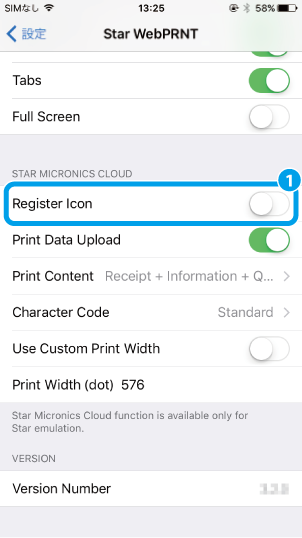 SIMなし 13:25 58%
設定 Star WebPRNT
Tabs
Full Screen
STAR MICRONICS CLOUD
1
Register Icon
Print Data Upload
Print Content Receipt + Information + Q...
Character Code Standard
Use Custom Print Width
Print Width (dot) 576
Star Micronics Cloud function is available only for
Star emulation.
VERSION
Version Number